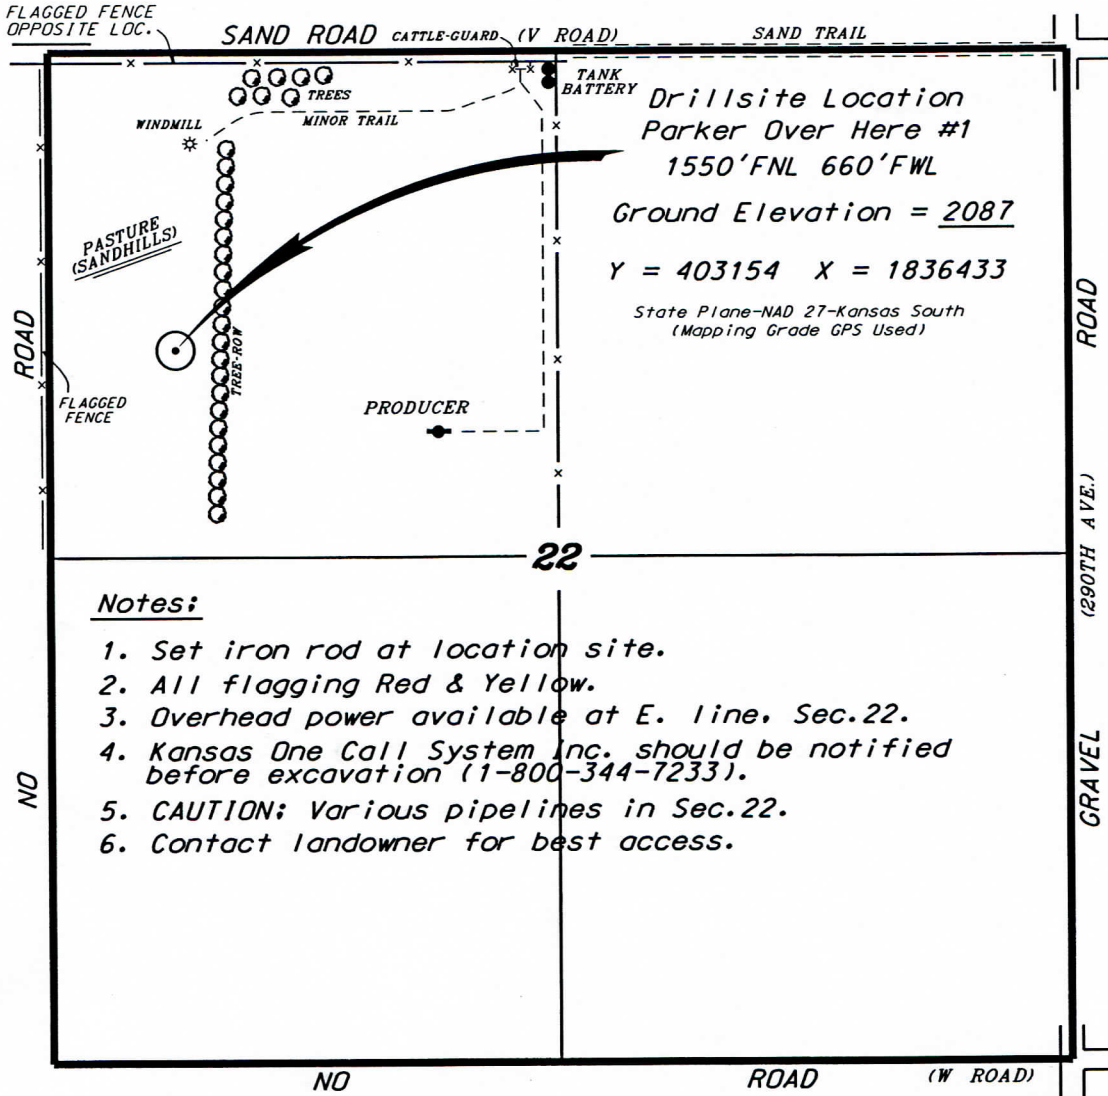 FLAGGED FENCE
OPPOSITE LOC.
SAND ROAD
CATTLE-GUARD
(V ROAD)
SAND TRAIL
TREES
TANK
BATTERY
WINDMILL
MINOR TRAIL
Drillsite Location
Parker Over Here #1
1550'FNL 660'FWL
Ground Elevation = 2087
Y = 403154 X = 1836433
State Plane-NAD 27-Kansas South
(Mapping Grade GPS Used)
PASTURE
(SANDHILLS)
ROAD
ROAD
TREE-ROW
FLAGGED
FENCE
PRODUCER
(290TH AVE.)
22
Notes:
1. Set iron rod at location site.
2. All flagging Red & Yellow.
3. Overhead power available at E. line, Sec.22.
4. Kansas One Call System Inc. should be notified
before excavation (1-800-344-7233).
5. CAUTION: Various pipelines in Sec.22.
6. Contact landowner for best access.
NO
GRAVEL
NO
ROAD
(W ROAD)